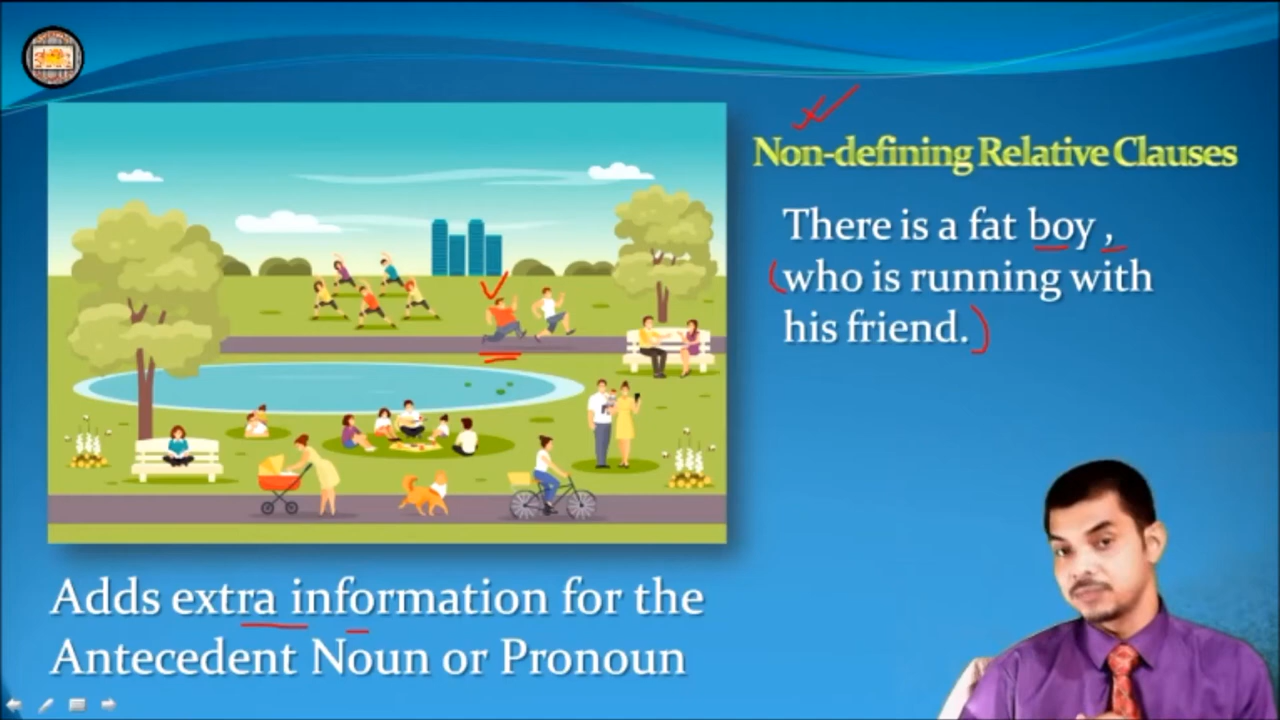 Non-defining Relative Clauses
There is a fat boy ,
who is running with
his friend.
Adds extra information for the
Antecedent Noun or Pronoun